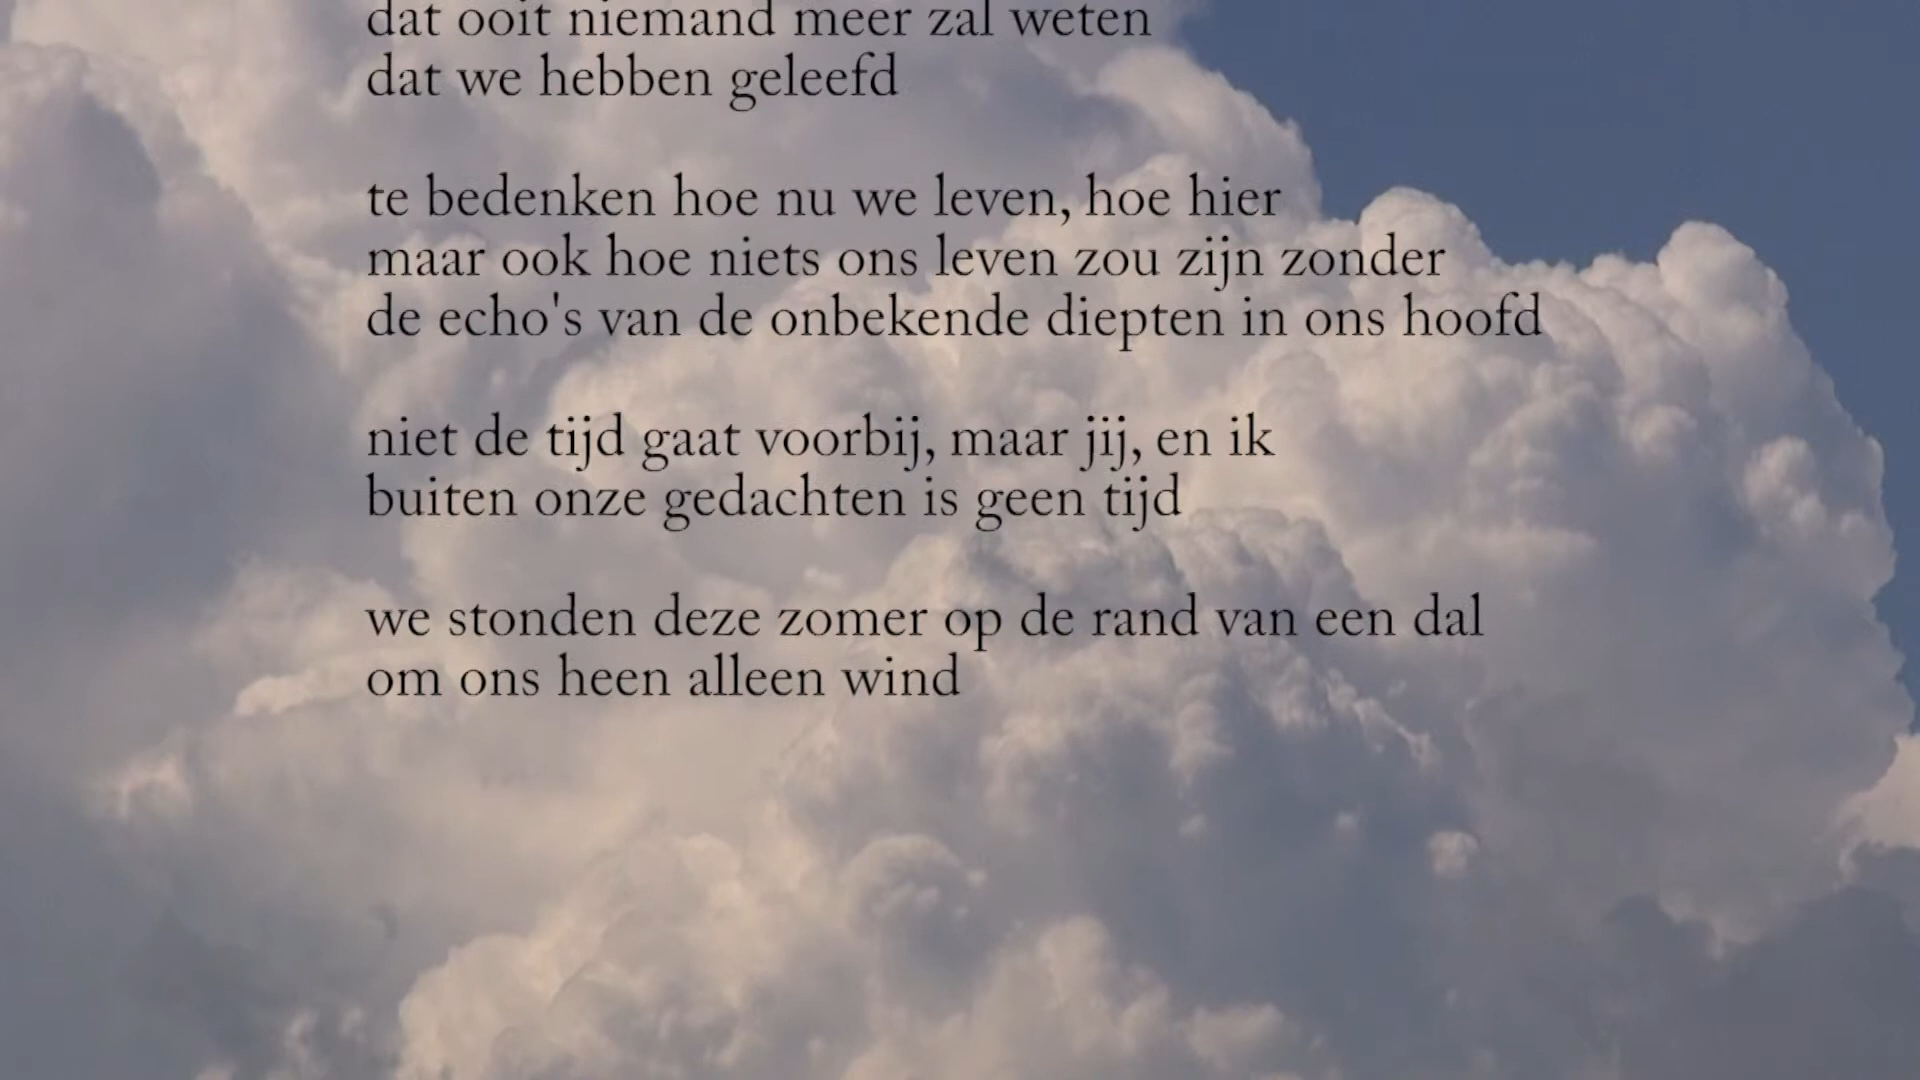 dat ooit niemand meer zal weten
dat we hebben geleefd
te bedenken hoe nu we leven, hoe hier
maar ook hoe niets ons leven zou zijn zonder
de echo's van de onbekende diepten in ons hoofd
niet de tijd gaat voorbij, maar jij, en ik
buiten onze gedachten is geen tijd
we stonden deze zomer op de rand van een dal
om ons heen alleen wind